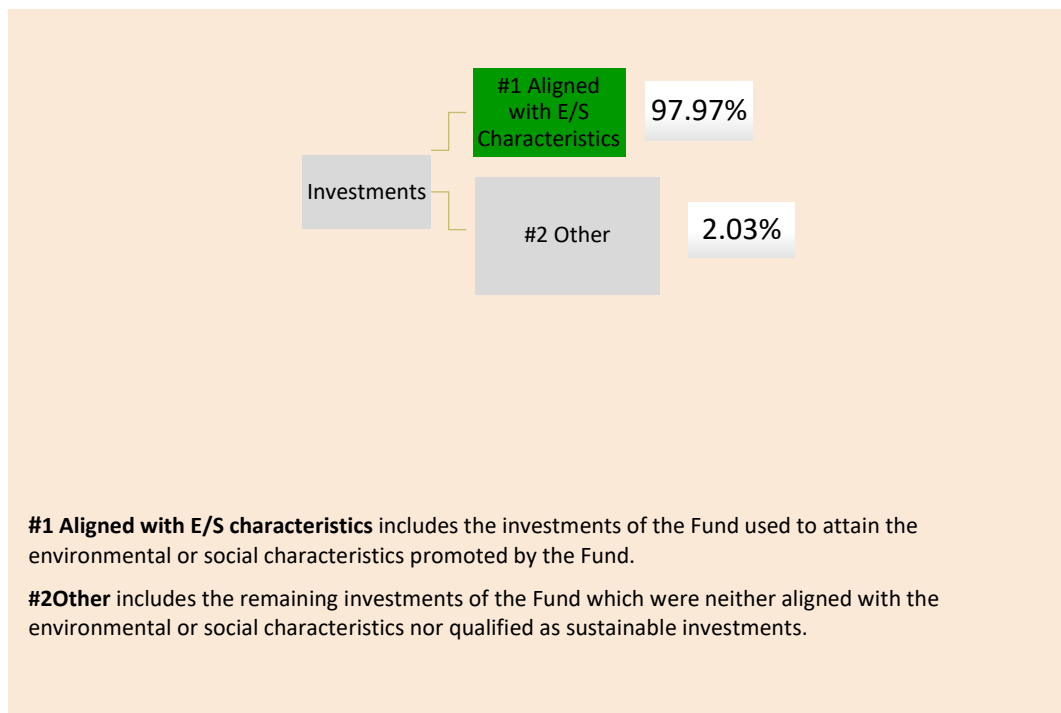 #1 Aligned
with E/S
Characteristics
97.97%
Investments
#2 Other
2.03%
#1 Aligned with E/S characteristics includes the investments of the Fund used to attain the
environmental or social characteristics promoted by the Fund.
#2Other includes the remaining investments of the Fund which were neither aligned with the
environmental or social characteristics nor qualified as sustainable investments.